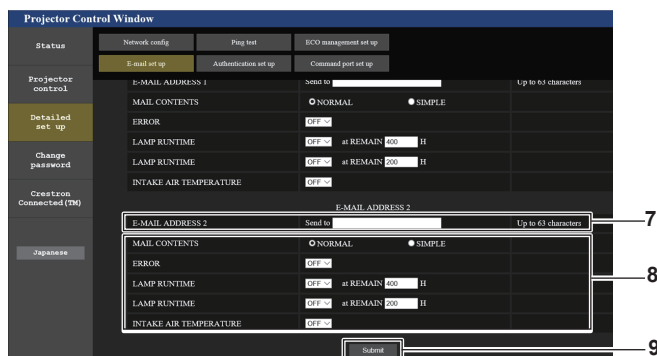 Projector Control Window
Status
Network config Ping test ECO management set up
E-mail set up Authentication set up Command port set up
Projector control
Detailed set up
Change password
Crestron Connected(TM)
Japanese
E-MAIL ADDRESS 1 Send to Up to 63 characters
MAIL CONTENTS NORMAL SIMPLE
ERROR OFF
LAMP RUNTIME OFF at REMAIN 400 H
LAMP RUNTIME OFF at REMAIN 200 H
INTAKE AIR TEMPERATURE OFF
E-MAIL ADDRESS 2
E-MAIL ADDRESS 2 Send to Up to 63 characters 7
MAIL CONTENTS NORMAL SIMPLE
ERROR OFF
8
LAMP RUNTIME OFF at REMAIN 400 H
LAMP RUNTIME OFF at REMAIN 200 H
INTAKE AIR TEMPERATURE OFF
Submit 9